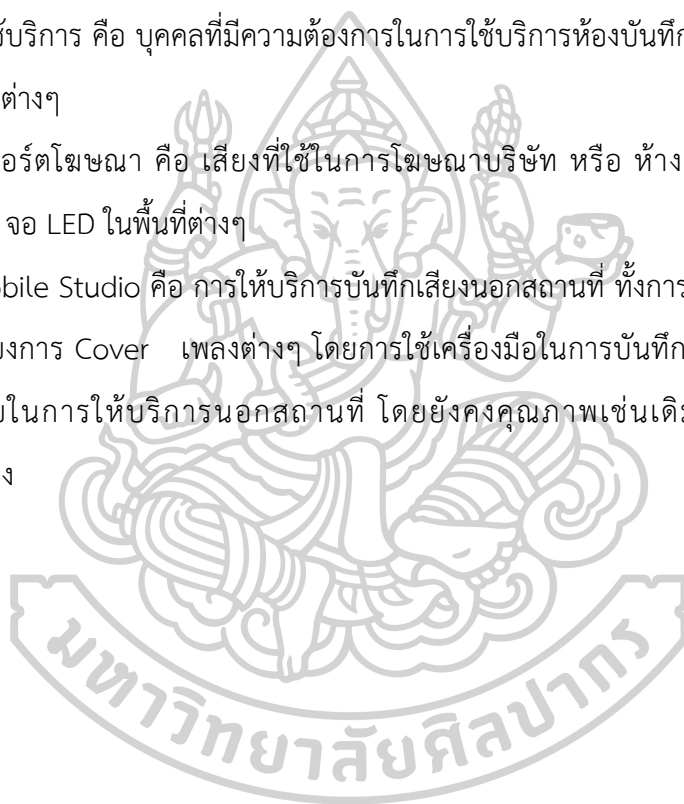 ช้บริการ คือ บุคคลที่มีความต้องการในการใช้บริการห้องบันทึก
ต่างๆ
อร์ตโฆษณา คือ เสียงที่ใช้ในการโฆษณาบริษัท หรือ ห้าง
จอ LED ในพื้นที่ต่างๆ
obile Studio คือ การให้บริการบันทึกเสียงนอกสถานที่ ทั้งการ
ยงการ Cover เพลงต่างๆ โดยการใช้เครื่องมือในการบันทึก
ยในการให้บริการนอกสถานที่ โดยยังคงคุณภาพเช่นเดิม
ง
มหาวิทยาลัยศิลปากร